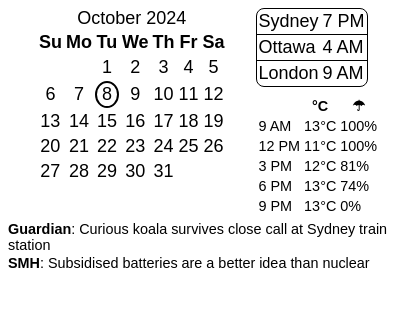 October 2024
Su Mo Tu We Th Fr Sa
1 2 3 4 5
6 7 8 9 10 11 12
13 14 15 16 17 18 19
20 21 22 23 24 25 26
27 28 29 30 31
Sydney 7 PM
Ottawa 4 AM
London 9 AM
°C ☂
9 AM 13°C 100%
12 PM 11°C 100%
3 PM 12°C 81%
6 PM 13°C 74%
9 PM 13°C 0%
Guardian: Curious koala survives close call at Sydney train
station
SMH: Subsidised batteries are a better idea than nuclear